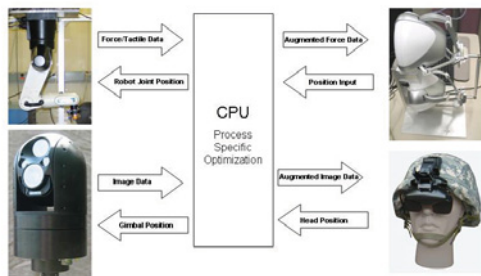 Force/Tactile Data
Augmented Force Data
Robot Joint Position
Position Input
CPU
Process
Specific
Optimization
Image Data
Augmented Image Data
Gimbal Position
Head Position